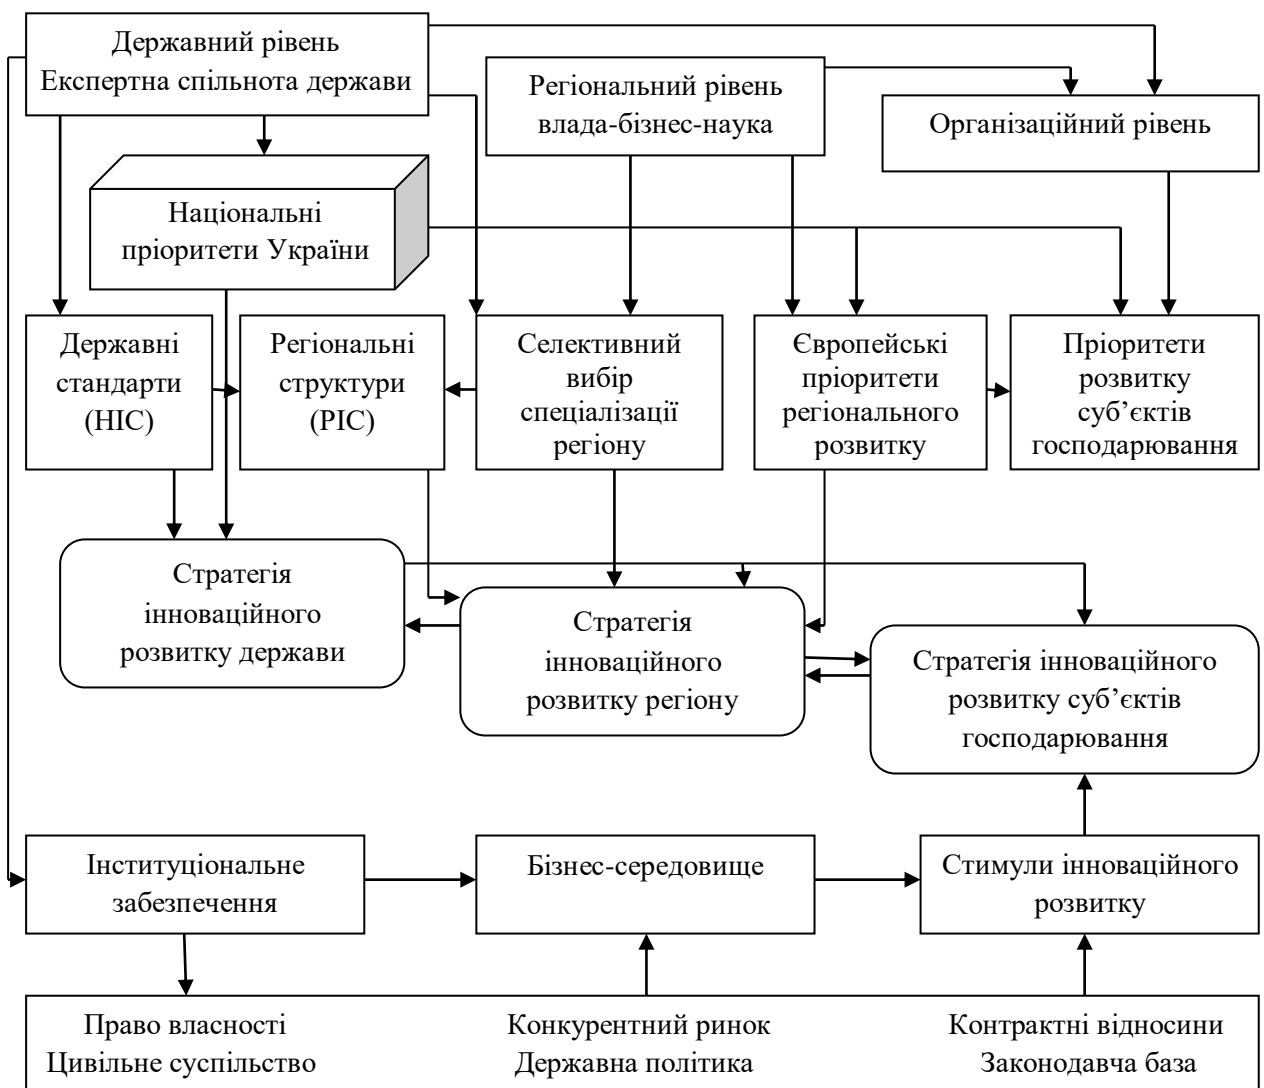 Державний рівень
Експертна спільнота держави
Регіональний рівень
влада-бізнес-наука
Організаційний рівень
Національні
пріоритети України
Державні
стандарти
(НІС)
Регіональні
структури
(РІС)
Селективний
вибір
спеціалізації
регіону
Європейські
пріоритети
регіонального
розвитку
Пріоритети
розвитку
суб’єктів
господарювання
Стратегія
інноваційного
розвитку держави
Стратегія
інноваційного
розвитку регіону
Стратегія інноваційного
розвитку суб’єктів
господарювання
Інституціональне
забезпечення
Бізнес-середовище
Стимули інноваційного
розвитку
Право власності
Цивільне суспільство
Конкурентний ринок
Державна політика
Контрактні відносини
Законодавча база